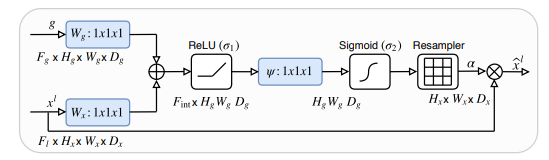 g
W_g : 1x1x1
F_g x H_g x W_g x D_g
ReLU (σ_1)
F_int x H_g W_g D_g
ψ : 1x1x1
H_g W_g D_g
Sigmoid (σ_2)
Resampler
α
x̂^l
H_x x W_x x D_x
x^l
W_x : 1x1x1
F_l x H_x x W_x x D_x